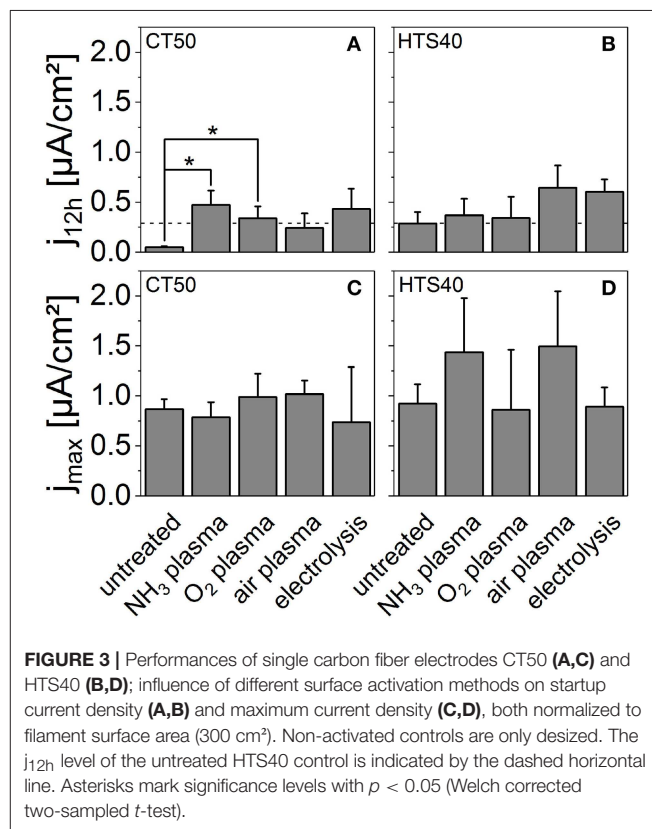 CT50 A
HTS40 B
j12h [µA/cm²]
2.0
1.5
1.0
0.5
0.0
* *
CT50 C
HTS40 D
jmax [µA/cm²]
2.0
1.5
1.0
0.5
0.0
untreated
NH₃ plasma
O₂ plasma
air plasma
electrolysis
untreated
NH₃ plasma
O₂ plasma
air plasma
electrolysis
FIGURE 3 | Performances of single carbon fiber electrodes CT50 (A,C) and
HTS40 (B,D); influence of different surface activation methods on startup
current density (A,B) and maximum current density (C,D), both normalized to
filament surface area (300 cm²). Non-activated controls are only desized. The
j12h level of the untreated HTS40 control is indicated by the dashed horizontal
line. Asterisks mark significance levels with p < 0.05 (Welch corrected
two-sampled t-test).